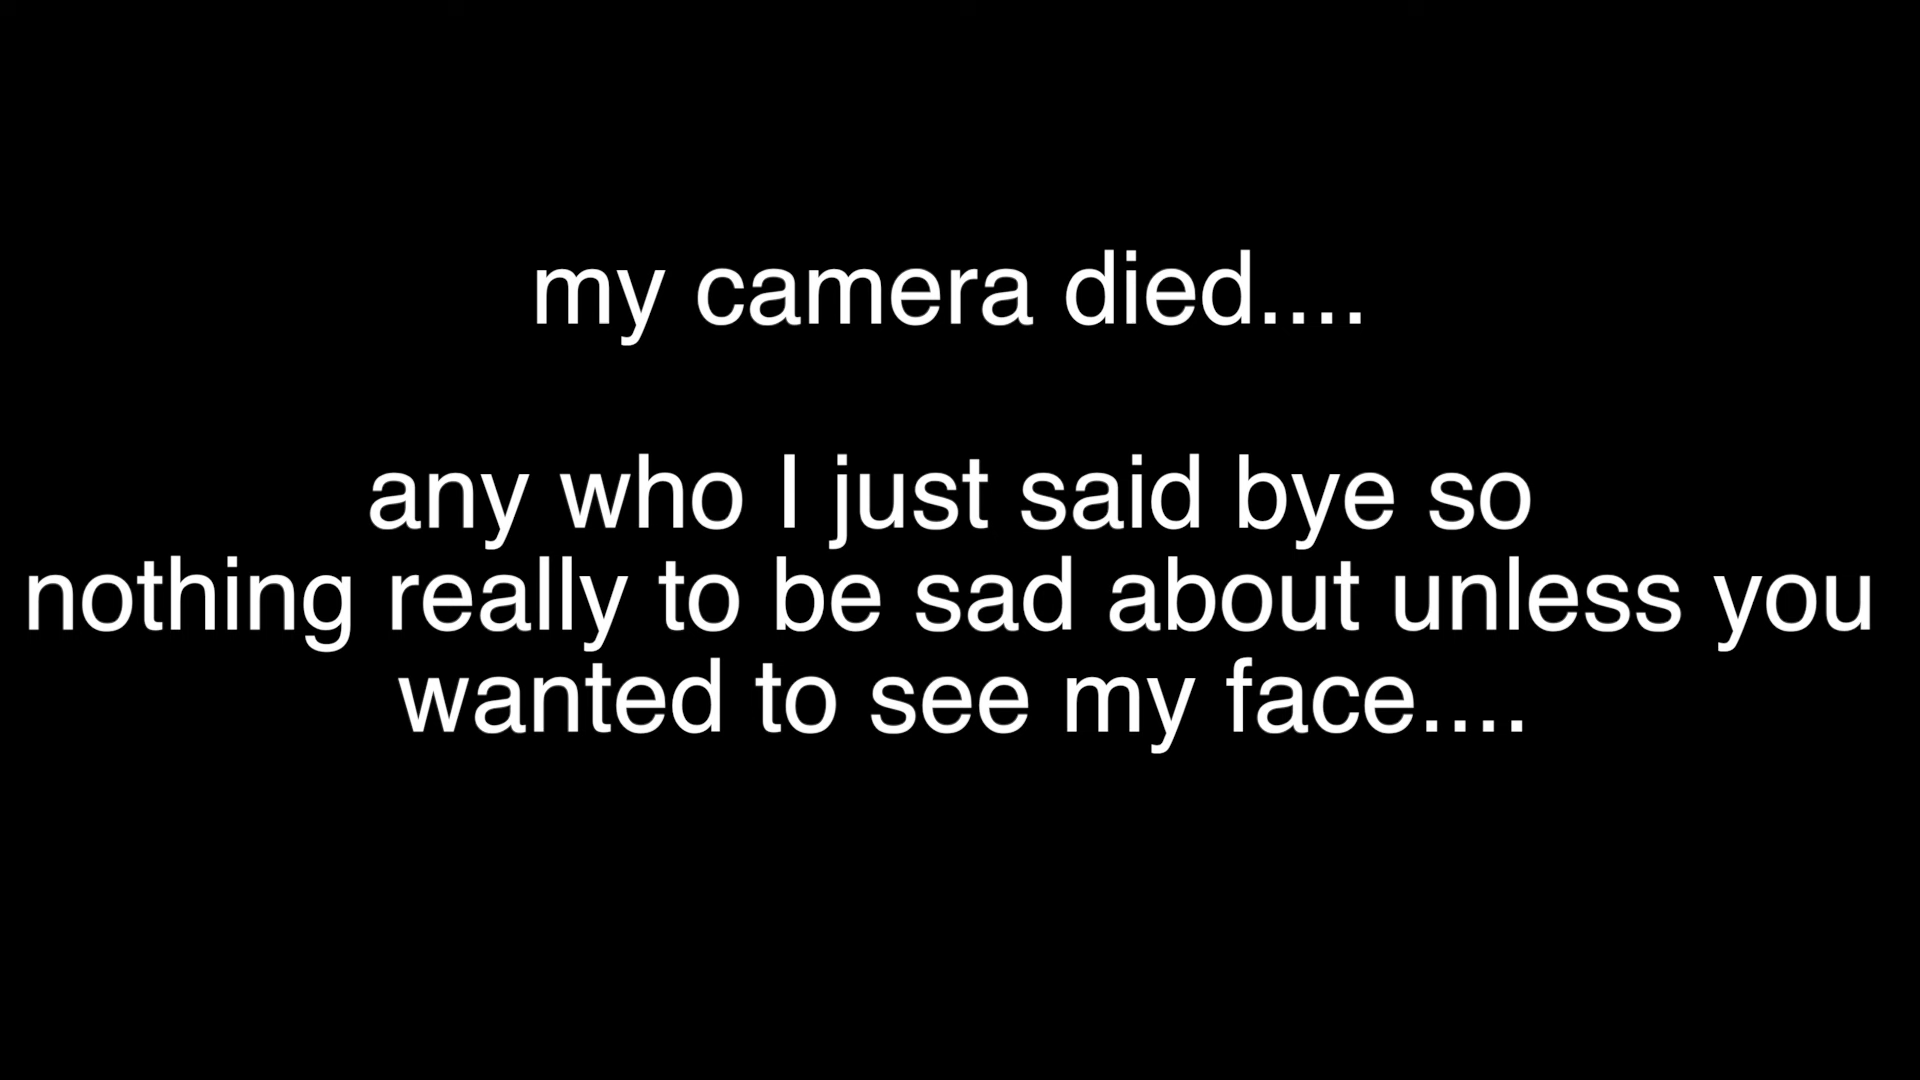 my camera died....
any who I just said bye so
nothing really to be sad about unless you
wanted to see my face....